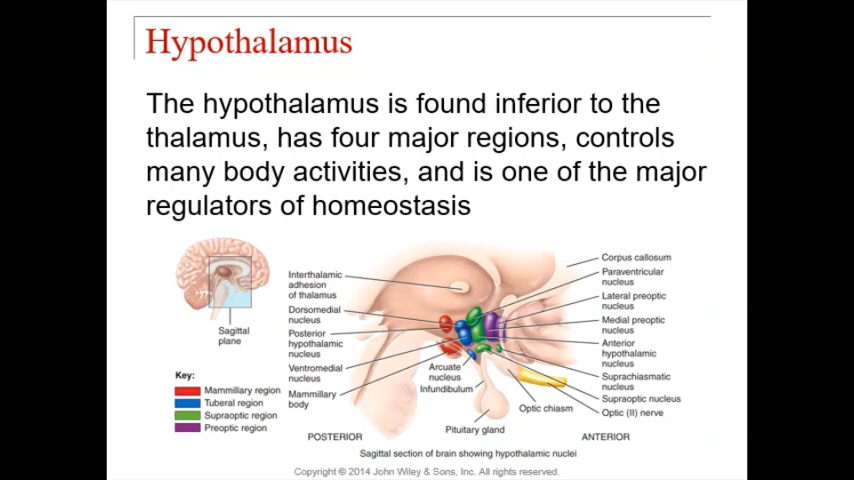 Hypothalamus
The hypothalamus is found inferior to the
thalamus, has four major regions, controls
many body activities, and is one of the major
regulators of homeostasis
Interthalamic
adhesion
of thalamus
Dorsomedial
nucleus
Posterior
hypothalamic
nucleus
Ventromedial
nucleus
Mammillary
body
Sagittal
plane
Key:
Mammillary region
Tuberal region
Supraoptic region
Preoptic region
Arcuate
nucleus
Infundibulum
Pituitary gland
Optic chiasm
Corpus callosum
Paraventricular
nucleus
Lateral preoptic
nucleus
Medial preoptic
nucleus
Anterior
hypothalamic
nucleus
Suprachiasmatic
nucleus
Supraoptic nucleus
Optic (II) nerve
POSTERIOR
ANTERIOR
Sagittal section of brain showing hypothalamic nuclei
Copyright © 2014 John Wiley & Sons, Inc. All rights reserved.